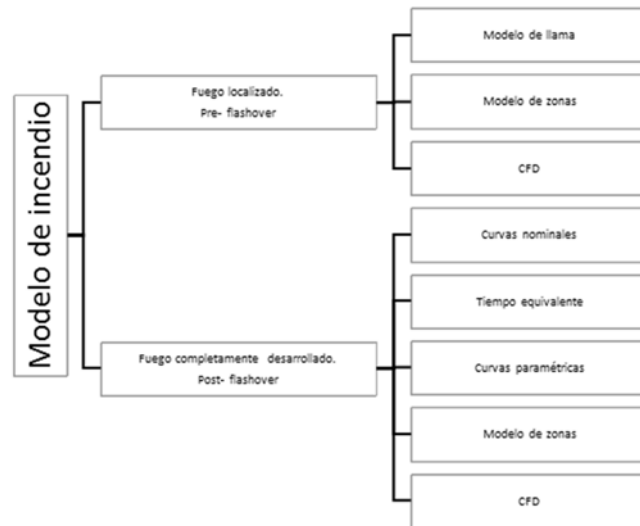 Modelo de incendio
Fuego localizado.
Pre- flashover
Modelo de llama
Modelo de zonas
CFD
Fuego completamente desarrollado.
Post- flashover
Curvas nominales
Tiempo equivalente
Curvas paramétricas
Modelo de zonas
CFD